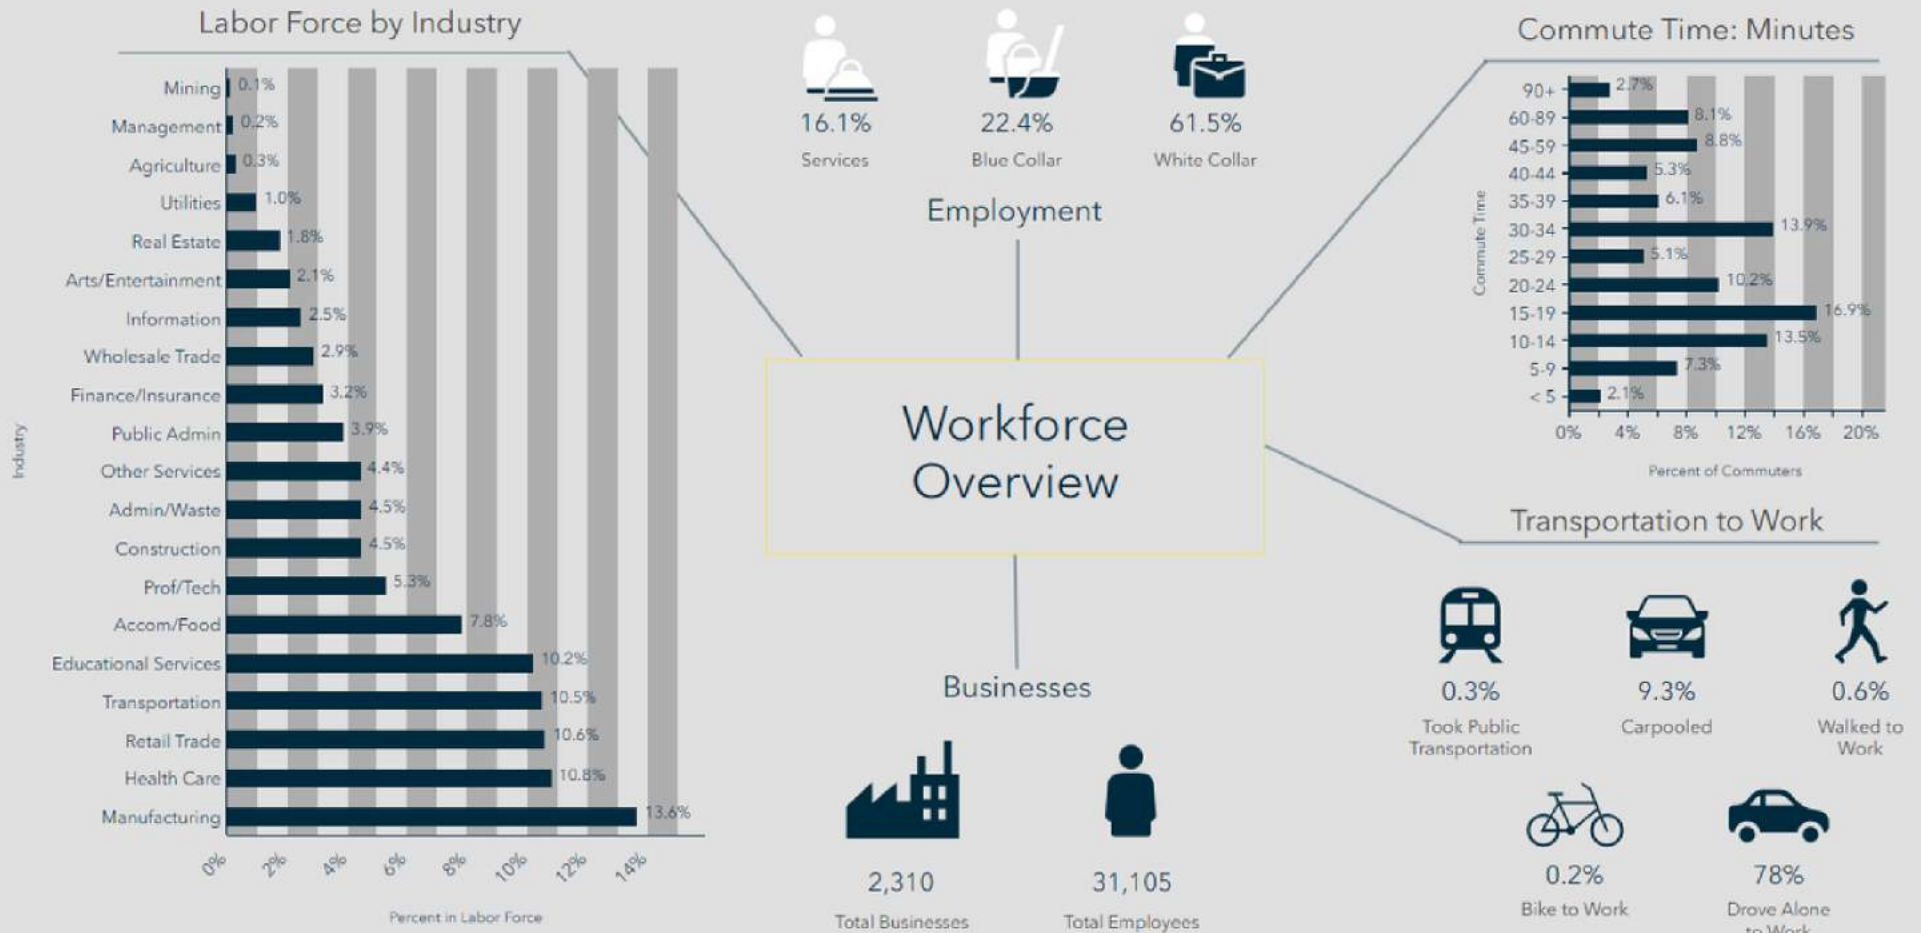 Labor Force by Industry
Industry
Mining 0.1%
Management 0.2%
Agriculture 0.3%
Utilities 1.0%
Real Estate 1.8%
Arts/Entertainment 2.1%
Information 2.5%
Wholesale Trade 2.9%
Finance/Insurance 3.2%
Public Admin 3.9%
Other Services 4.4%
Admin/Waste 4.5%
Construction 4.5%
Prof/Tech 5.3%
Accom/Food 7.8%
Educational Services 10.2%
Transportation 10.5%
Retail Trade 10.6%
Health Care 10.8%
Manufacturing 13.6%
0% 2% 4% 6% 8% 10% 12% 14%
Percent in Labor Force
16.1% 22.4% 61.5%
Services Blue Collar White Collar
Employment
Workforce
Overview
Businesses
2,310 31,105
Total Businesses Total Employees
Commute Time: Minutes
Commute Time
90+ 2.7%
60-89 8.1%
45-59 8.8%
40-44 5.3%
35-39 6.1%
30-34 13.9%
25-29 5.1%
20-24 10.2%
15-19 16.9%
10-14 13.5%
5-9 7.3%
< 5 2.1%
0% 4% 8% 12% 16% 20%
Percent of Commuters
Transportation to Work
0.3% 9.3% 0.6%
Took Public Carpooled Walked to
Transportation Work
0.2% 78%
Bike to Work Drove Alone
to Work